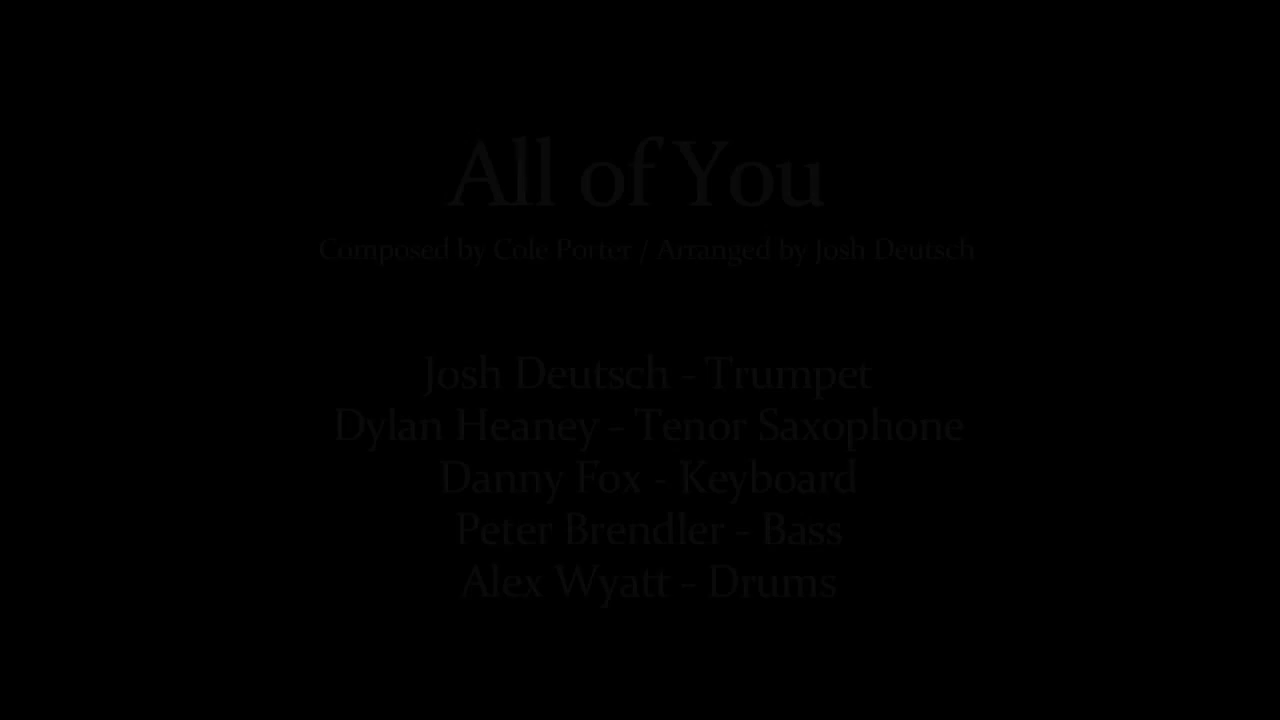 All of You
Composed by Cole Porter / Arranged by Josh Deutsch
Josh Deutsch - Trumpet
Dylan Heaney - Tenor Saxophone
Danny Fox - Keyboard
Peter Brendler - Bass
Alex Wyatt - Drums